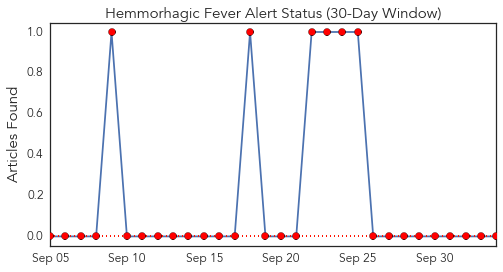 Hemmorhagic Fever Alert Status (30-Day Window)
Articles Found
1.0
0.8
0.6
0.4
0.2
0.0
Sep 05 Sep 10 Sep 15 Sep 20 Sep 25 Sep 30